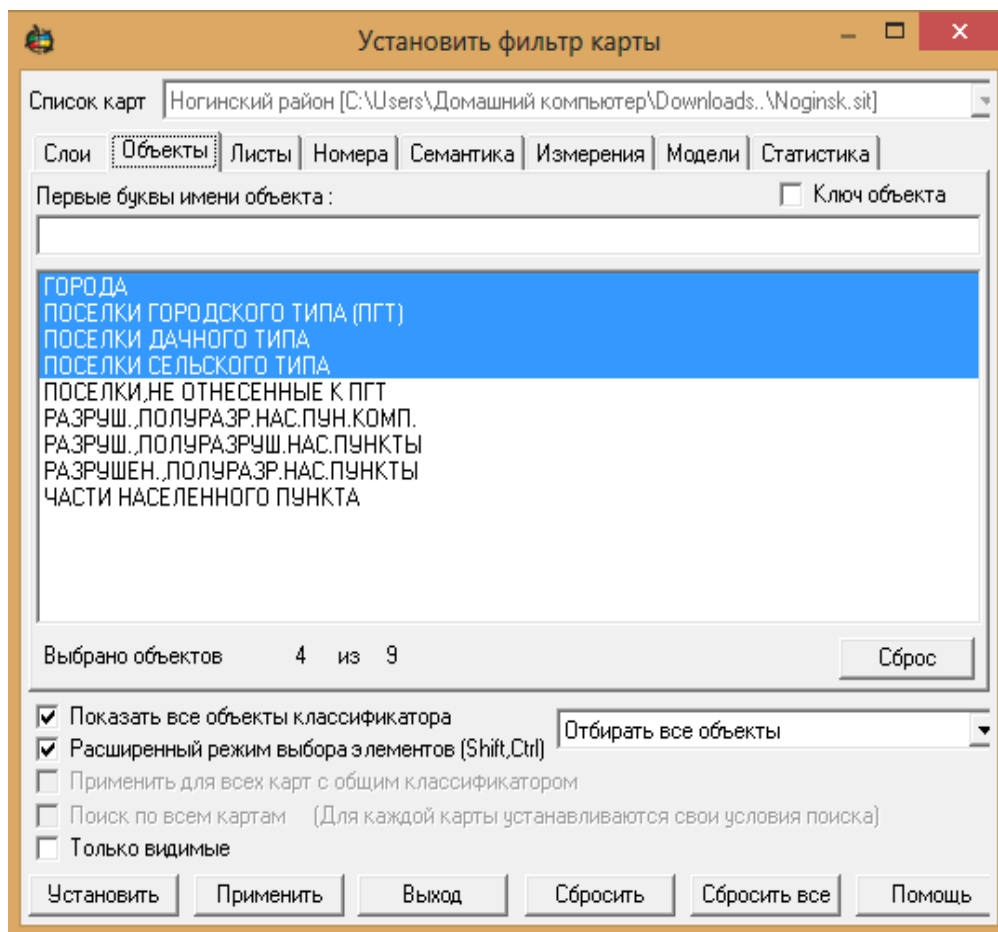 Установить фильтр карты
Список карт Ногинский район [C:\Users\Домашний компьютер\Downloads..\Noginsk.sit]
Слои Объекты Листы Номера Семантика Измерения Модели Статистика
Первые буквы имени объекта : Ключ объекта
ГОРОДА
ПОСЕЛКИ ГОРОДСКОГО ТИПА (ПГТ)
ПОСЕЛКИ ДАЧНОГО ТИПА
ПОСЕЛКИ СЕЛЬСКОГО ТИПА
ПОСЕЛКИ,НЕ ОТНЕСЕННЫЕ К ПГТ
РАЗРУШ.,ПОЛУРАЗР.НАС.ПУН.КОМП.
РАЗРУШ.,ПОЛУРАЗРУШ.НАС.ПУНКТЫ
РАЗРУШЕН.,ПОЛУРАЗР.НАС.ПУНКТЫ
ЧАСТИ НАСЕЛЕННОГО ПУНКТА
Выбрано объектов 4 из 9 Сброс
Показать все объекты классификатора
Отбирать все объекты
Расширенный режим выбора элементов (Shift,Ctrl)
Применить для всех карт с общим классификатором
Поиск по всем картам (Для каждой карты устанавливаются свои условия поиска)
Только видимые
Установить Применить Выход Сбросить Сбросить все Помощь